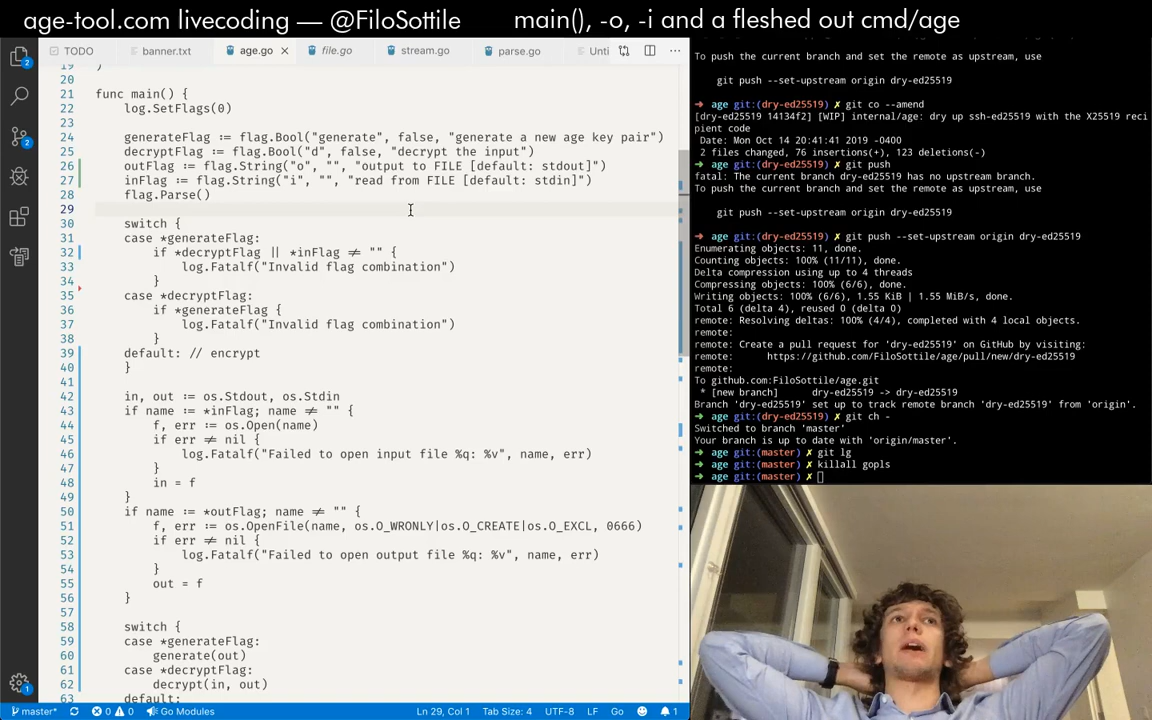 age-tool.com livecoding — @FiloSottile
main(), -o, -i and a fleshed out cmd/age
TODO
banner.txt
age.go
file.go
stream.go
parse.go
Unti
19 )
20
21 func main() {
22 log.SetFlags(0)
24 generateFlag := flag.Bool("generate", false, "generate a new age key pair")
25 decryptFlag := flag.Bool("d", false, "decrypt the input")
26 outFlag := flag.String("o", "", "output to FILE [default: stdout]")
27 inFlag := flag.String("i", "", "read from FILE [default: stdin]")
28 flag.Parse()
29
30 switch {
31 case *generateFlag:
32 if *decryptFlag || *inFlag ≠ "" {
33 log.Fatalf("Invalid flag combination")
34 }
35 case *decryptFlag:
36 if *generateFlag {
37 log.Fatalf("Invalid flag combination")
38 }
39 default: // encrypt
40 }
41
42 in, out := os.Stdout, os.Stdin
43 if name := *inFlag; name ≠ "" {
44 f, err := os.Open(name)
45 if err ≠ nil {
46 log.Fatalf("Failed to open input file %q: %v", name, err)
47 }
48 in = f
49 }
50 if name := *outFlag; name ≠ "" {
51 f, err := os.OpenFile(name, os.O_WRONLY|os.O_CREATE|os.O_EXCL, 0666)
52 if err ≠ nil {
53 log.Fatalf("Failed to open output file %q: %v", name, err)
54 }
55 out = f
56 }
57
58 switch {
59 case *generateFlag:
60 generate(out)
61 case *decryptFlag:
62 decrypt(in, out)
63 default:
master*
0
0
Go Modules
Ln 29, Col 1
Tab Size: 4
UTF-8
LF
Go
1
To push the current branch and set the remote as upstream, use
git push --set-upstream origin dry-ed25519
➜ age git:(dry-ed25519) ✗ git co --amend
[dry-ed25519 14134f2] [WIP] internal/age: dry up ssh-ed25519 with the X25519 reci
pient code
Date: Mon Oct 14 20:41:41 2019 -0400
2 files changed, 76 insertions(+), 123 deletions(-)
➜ age git:(dry-ed25519) ✗ git push
fatal: The current branch dry-ed25519 has no upstream branch.
To push the current branch and set the remote as upstream, use
git push --set-upstream origin dry-ed25519
➜ age git:(dry-ed25519) ✗ git push --set-upstream origin dry-ed25519
Enumerating objects: 11, done.
Counting objects: 100% (11/11), done.
Delta compression using up to 4 threads
Compressing objects: 100% (6/6), done.
Writing objects: 100% (6/6), 1.55 KiB | 1.55 MiB/s, done.
Total 6 (delta 4), reused 0 (delta 0)
remote: Resolving deltas: 100% (4/4), completed with 4 local objects.
remote:
remote: Create a pull request for 'dry-ed25519' on GitHub by visiting:
remote: https://github.com/FiloSottile/age/pull/new/dry-ed25519
remote:
To github.com:FiloSottile/age.git
* [new branch] dry-ed25519 -> dry-ed25519
Branch 'dry-ed25519' set up to track remote branch 'dry-ed25519' from 'origin'.
➜ age git:(dry-ed25519) ✗ git ch -
Switched to branch 'master'
Your branch is up to date with 'origin/master'.
➜ age git:(master) ✗ git lg
➜ age git:(master) ✗ killall gopls
➜ age git:(master) ✗